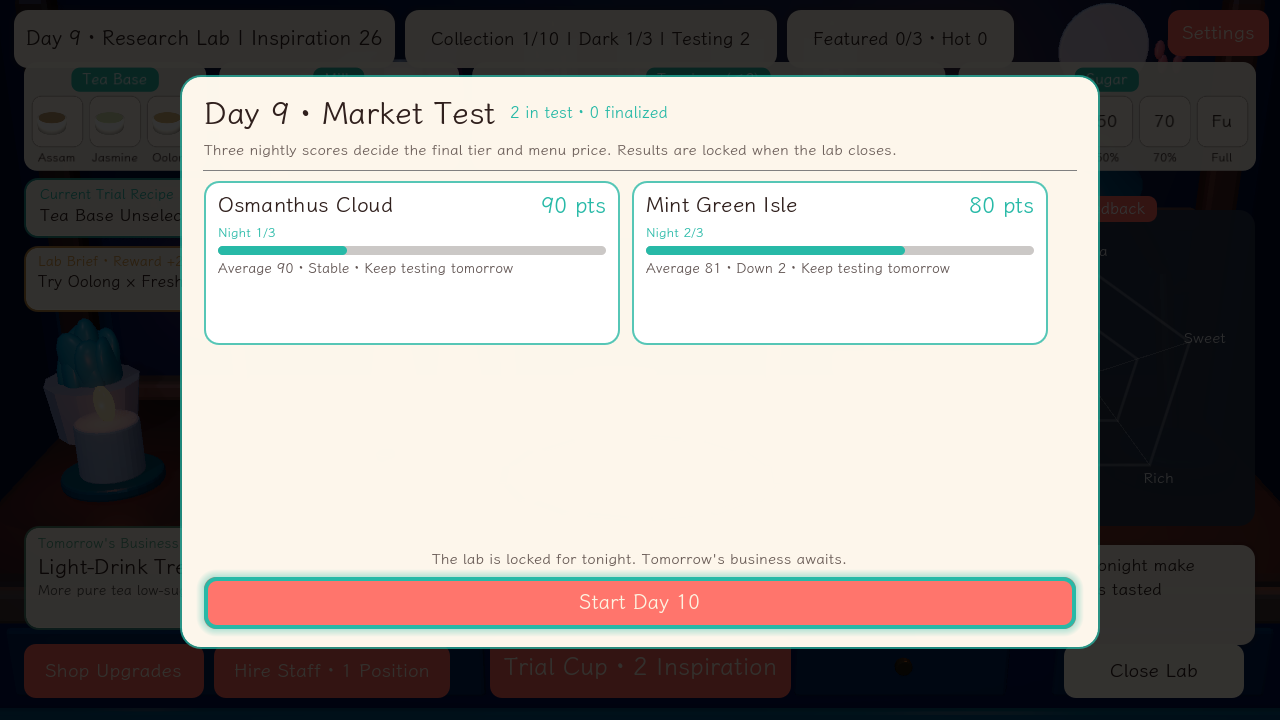 Day 9 • Research Lab | Inspiration 26
Collection 1/10 | Dark 1/3 | Testing 2
Featured 0/3 • Hot 0
Settings
Tea Base
Sugar
50
70
Fu
Assam
Jasmine
70%
Full
Day 9 • Market Test
2 in test • 0 finalized
Three nightly scores decide the final tier and menu price. Results are locked when the lab closes.
Osmanthus Cloud
90 pts
Night 1/3
Average 90 • Stable • Keep testing tomorrow
Mint Green Isle
80 pts
Night 2/3
Average 81 • Down 2 • Keep testing tomorrow
Current Trial Recipe
Tea Base
Lab Brief • Reward
Try Oolong x
Sweet
Rich
Tomorrow's Business
Light-Drink
More pure tea
onight make
s tasted
The lab is locked for tonight. Tomorrow's business awaits.
Start Day 10
Shop Upgrades
Hire Staff • 1 Position
Trial Cup • 2 Inspiration
Close Lab